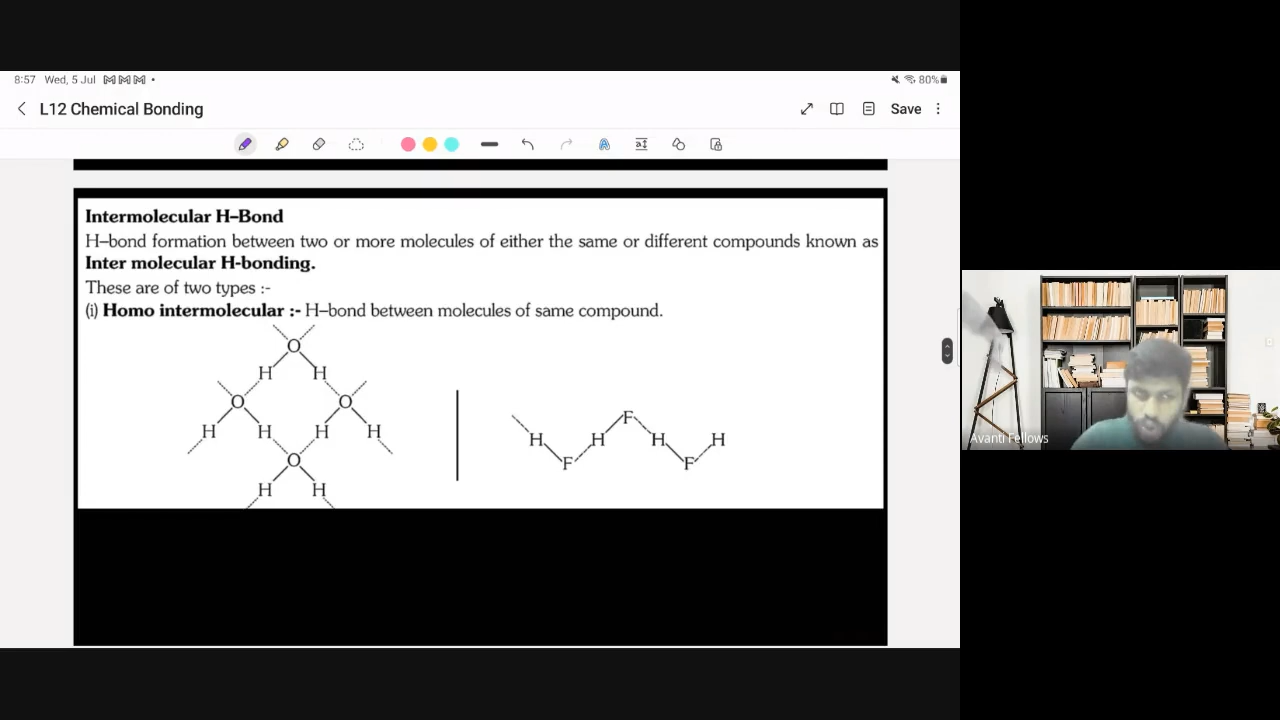 8:57 Wed, 5 Jul
80%
L12 Chemical Bonding
Save
Intermolecular H–Bond
H–bond formation between two or more molecules of either the same or different compounds known as
Inter molecular H-bonding.
These are of two types :-
(i) Homo intermolecular :- H–bond between molecules of same compound.
O
H H
O O
H H H H
O
H H
F
H H H H
F F
Avanti Fellows